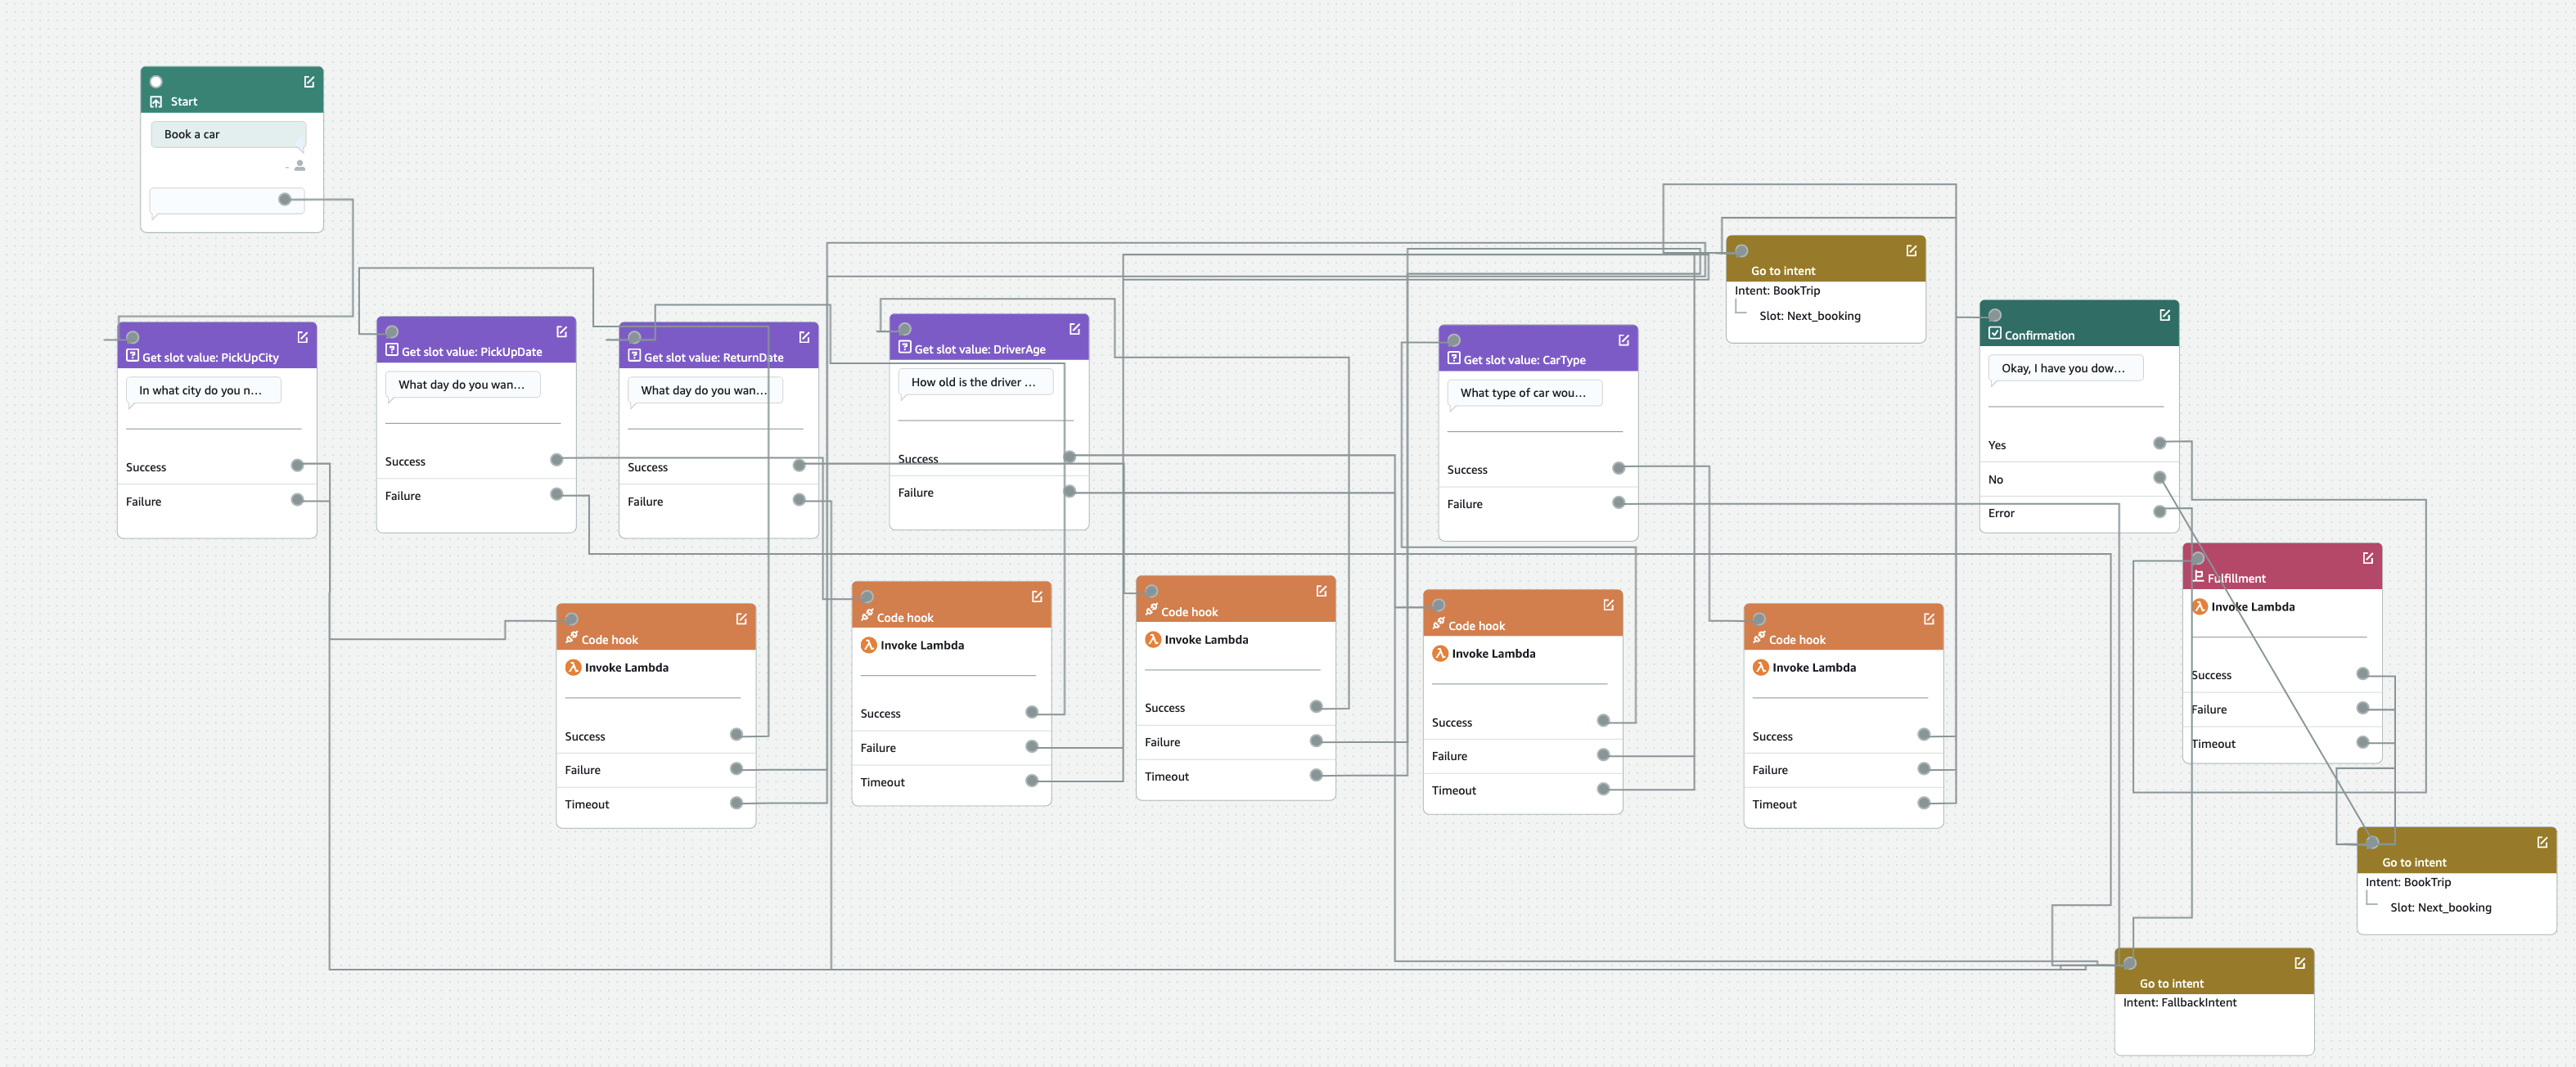 Start
Book a car
-
Get slot value: PickUpCity
In what city do you n...
Success
Failure
Get slot value: PickUpDate
What day do you wan...
Success
Failure
Get slot value: ReturnDate
What day do you wan...
Success
Failure
Get slot value: DriverAge
How old is the driver ...
Success
Failure
Get slot value: CarType
What type of car wou...
Success
Failure
Go to intent
Intent: BookTrip
Slot: Next_booking
Confirmation
Okay, I have you dow...
Yes
No
Error
Code hook
Invoke Lambda
Success
Failure
Timeout
Code hook
Invoke Lambda
Success
Failure
Timeout
Code hook
Invoke Lambda
Success
Failure
Timeout
Code hook
Invoke Lambda
Success
Failure
Timeout
Code hook
Invoke Lambda
Success
Failure
Timeout
Fulfillment
Invoke Lambda
Success
Failure
Timeout
Go to intent
Intent: BookTrip
Slot: Next_booking
Go to intent
Intent: FallbackIntent